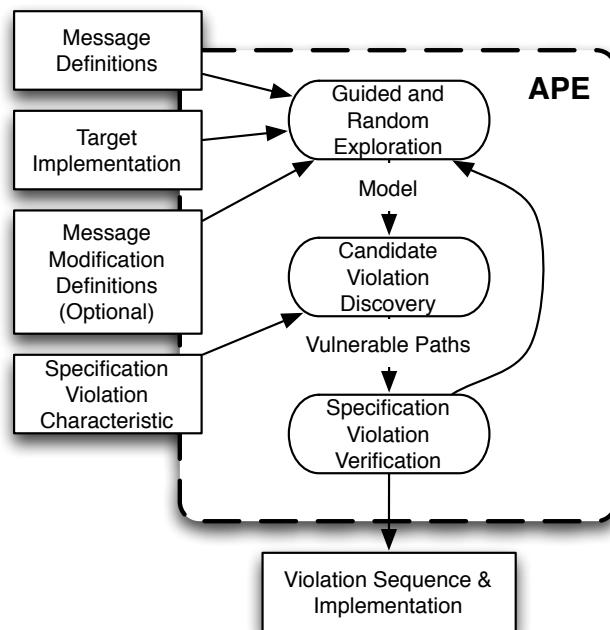 Message
Definitions
APE
Guided and
Random
Exploration
Target
Implementation
Model
Message
Modification
Definitions
(Optional)
Candidate
Violation
Discovery
Vulnerable Paths
Specification
Violation
Characteristic
Specification
Violation
Verification
Violation Sequence &
Implementation